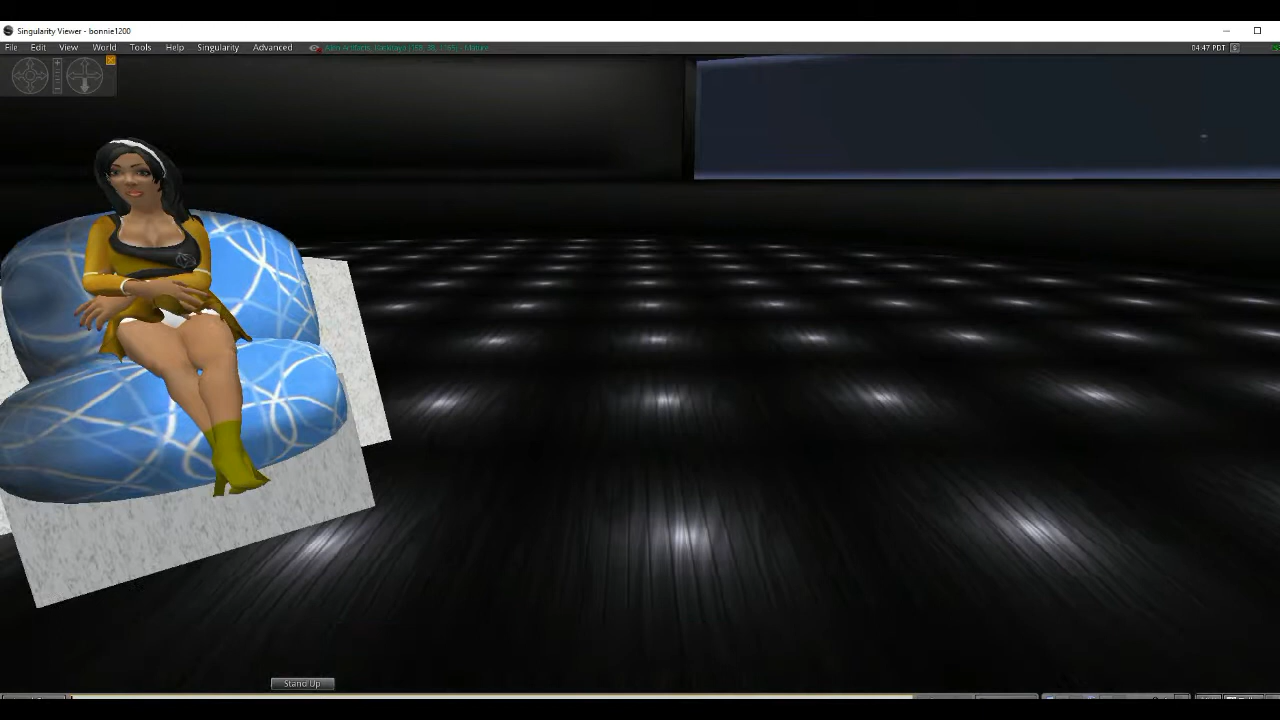 Singularity Viewer - bonnie1200
File Edit View World Tools Help Singularity Advanced
04:47 PDT
Stand Up